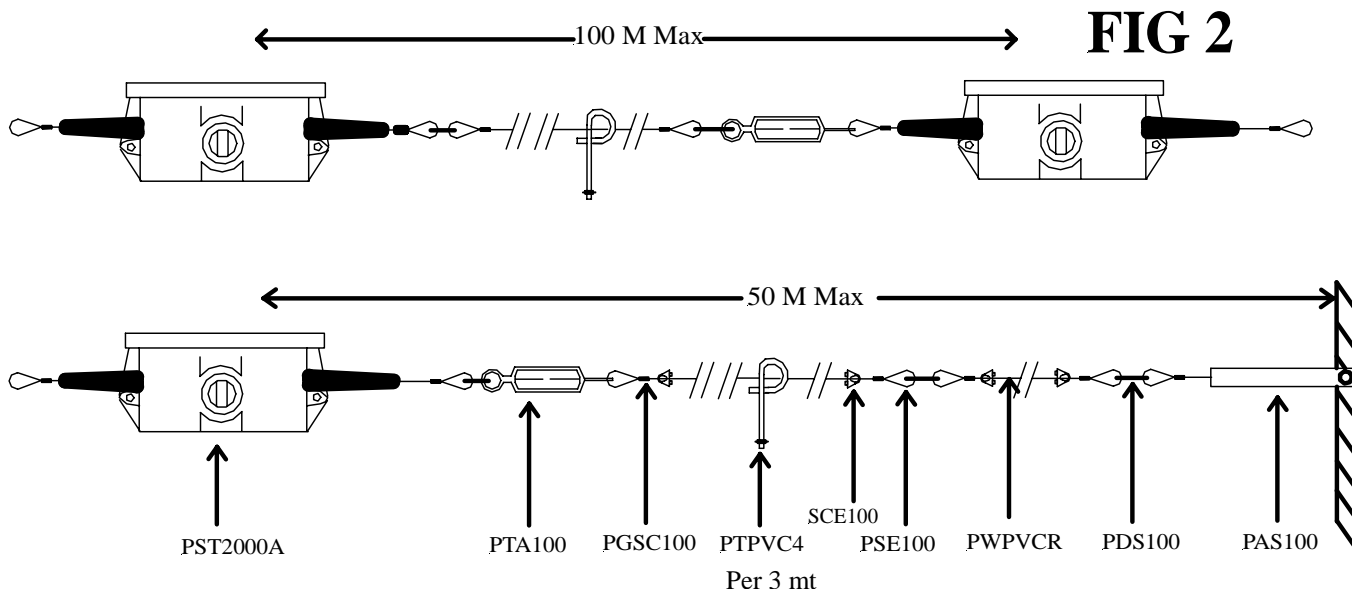 FIG 2
100 M Max
50 M Max
PST2000A
PTA100
PGSC100
PTPVC4
Per 3 mt
SCE100
PSE100
PWPVCR
PDS100
PAS100